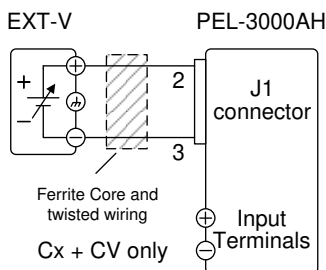 EXT-V PEL-3000AH
+
−
2
3
J1
connector
Ferrite Core and
twisted wiring
Cx + CV only
+
−
Input
Terminals